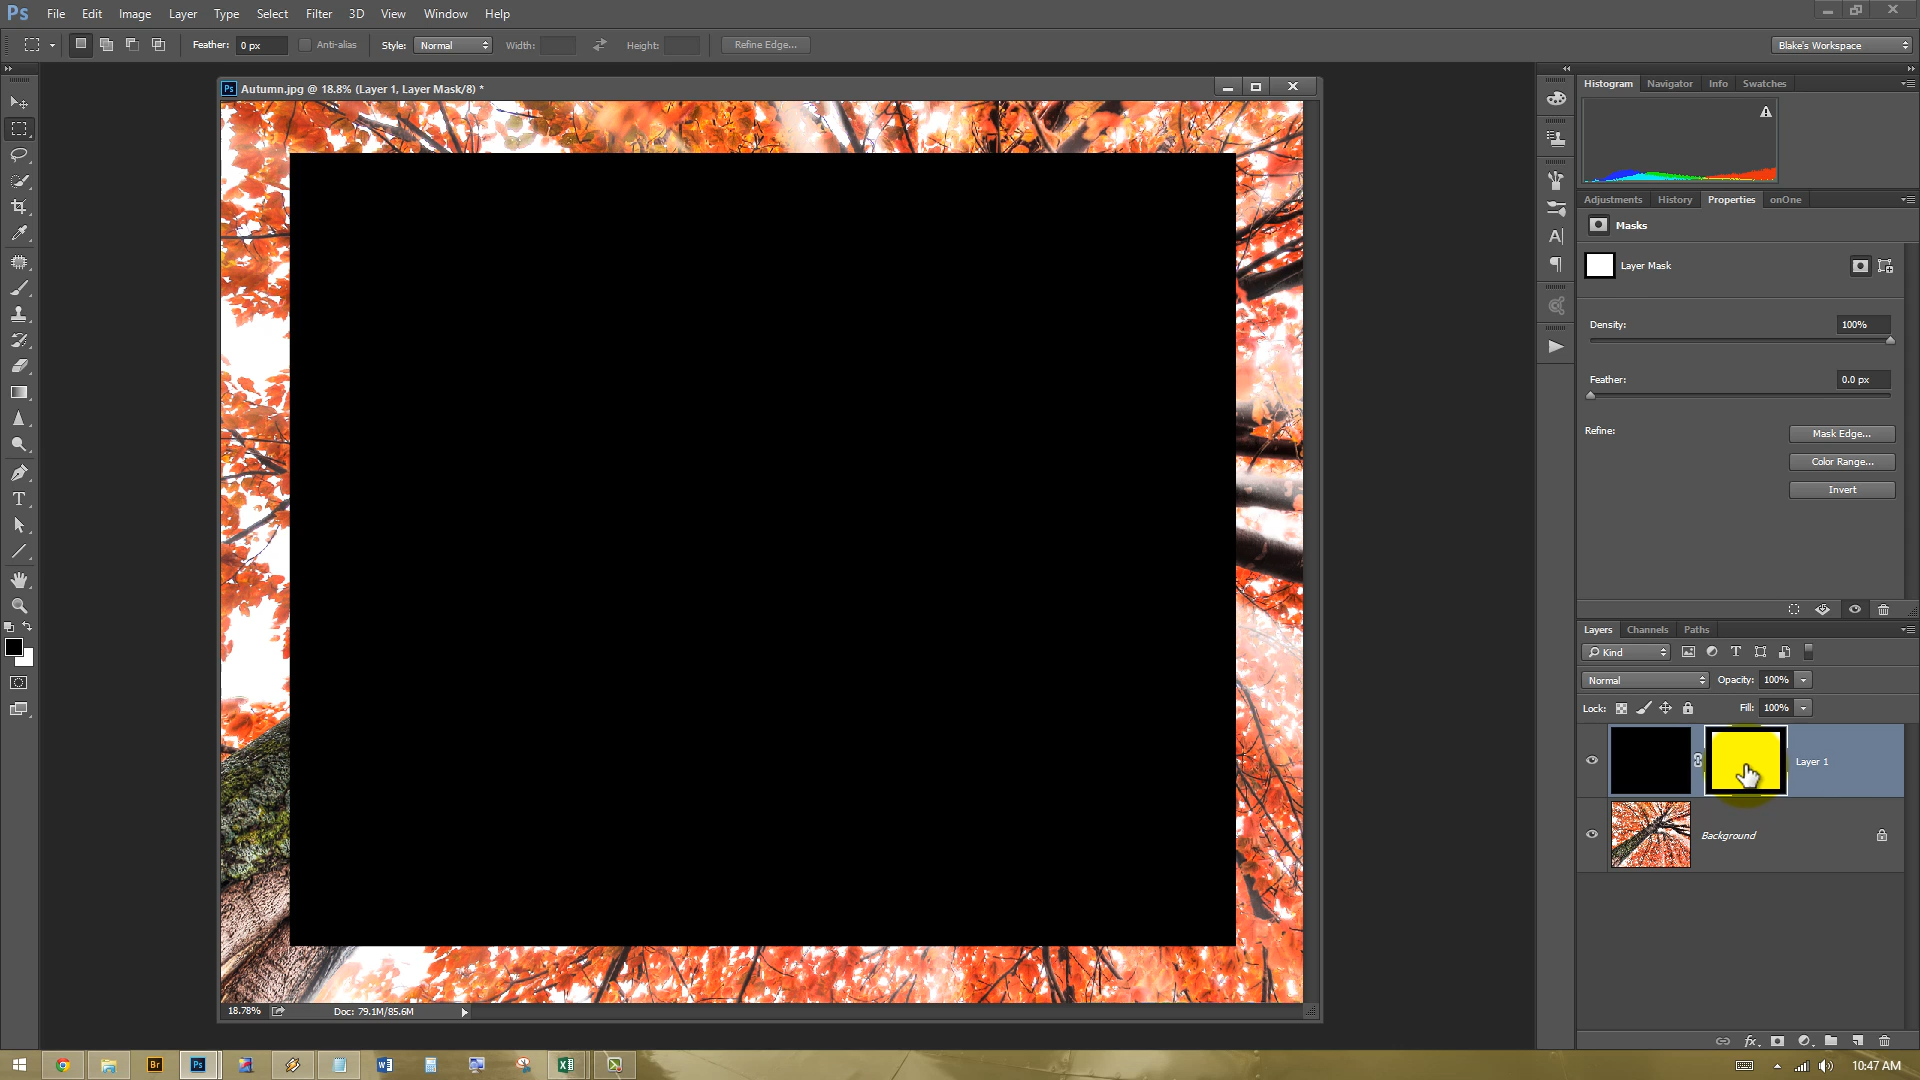 Ps File Edit Image Layer Type Select Filter 3D View Window Help
Feather: 0 px Anti-alias Style: Normal Width: Height: Refine Edge... Blake's Workspace
Ps Autumn.jpg @ 18.8% (Layer 1, Layer Mask/8) *
Histogram Navigator Info Swatches
Adjustments History Properties onOne
Masks
Layer Mask
Density: 100%
Feather: 0.0 px
Refine: Mask Edge...
Color Range...
Invert
Layers Channels Paths
Kind
Normal Opacity: 100%
Lock: Fill: 100%
Layer 1
Background
18.78% Doc: 79.1M/85.6M
Br Ps 10:47 AM